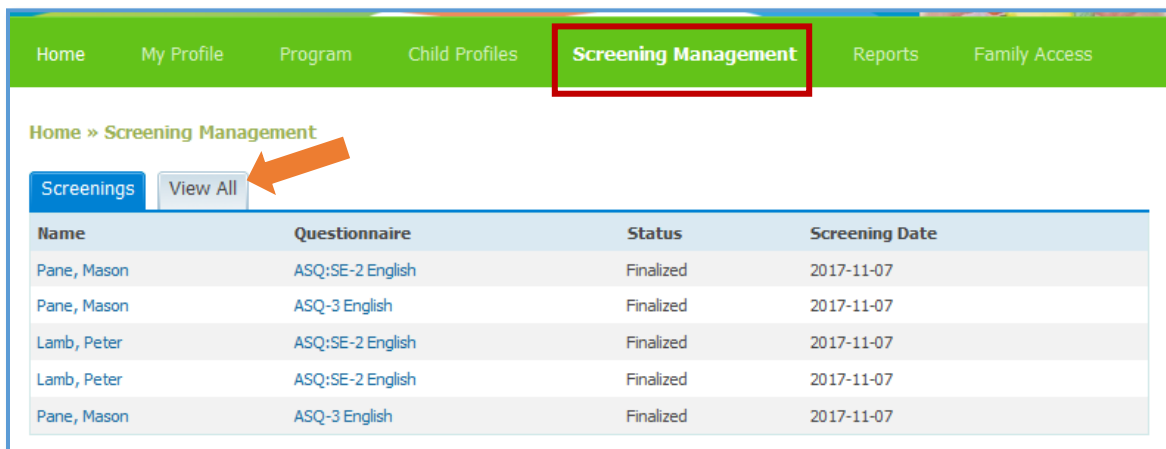 Home My Profile Program Child Profiles Screening Management Reports Family Access
Home » Screening Management
Screenings View All
Name Questionnaire Status Screening Date
Pane, Mason ASQ:SE-2 English Finalized 2017-11-07
Pane, Mason ASQ-3 English Finalized 2017-11-07
Lamb, Peter ASQ:SE-2 English Finalized 2017-11-07
Lamb, Peter ASQ:SE-2 English Finalized 2017-11-07
Pane, Mason ASQ-3 English Finalized 2017-11-07